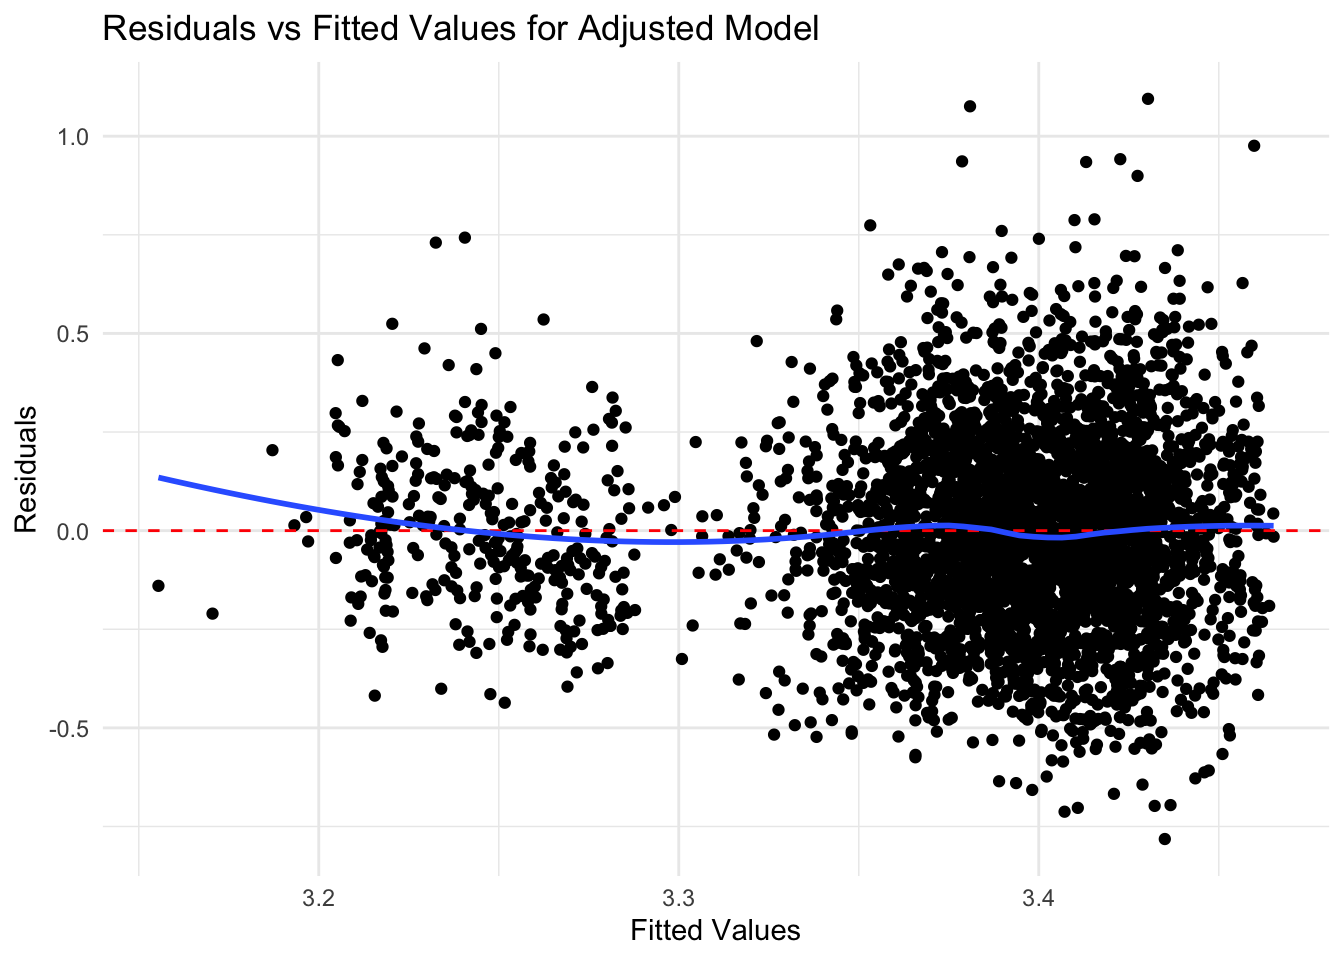 Residuals vs Fitted Values for Adjusted Model
1.0
0.5
0.0
-0.5
Residuals
3.2
3.3
3.4
Fitted Values